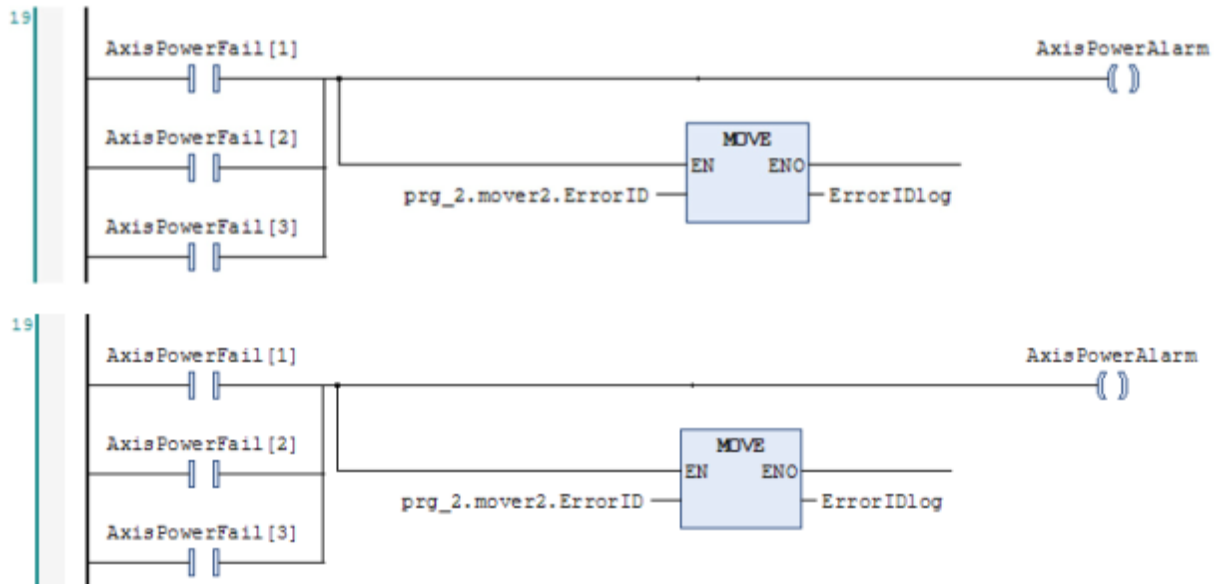 19
AxisPowerFail[1] AxisPowerAlarm
AxisPowerFail[2] MOVE
EN ENO
prg_2.mover2.ErrorID ErrorIDlog
AxisPowerFail[3]
19
AxisPowerFail[1] AxisPowerAlarm
AxisPowerFail[2] MOVE
EN ENO
prg_2.mover2.ErrorID ErrorIDlog
AxisPowerFail[3]